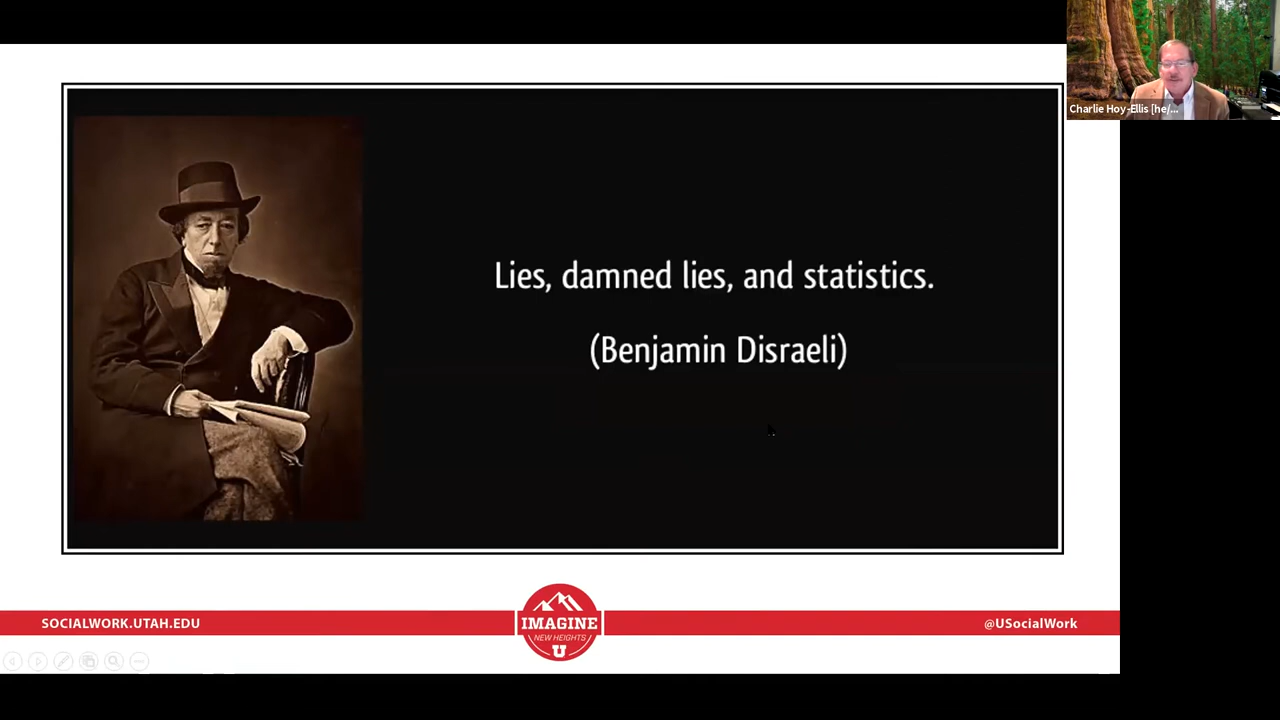 Charlie Hoy-Ellis [he/...
Lies, damned lies, and statistics.
(Benjamin Disraeli)
SOCIALWORK.UTAH.EDU
IMAGINE
NEW HEIGHTS
U
@USocialWork